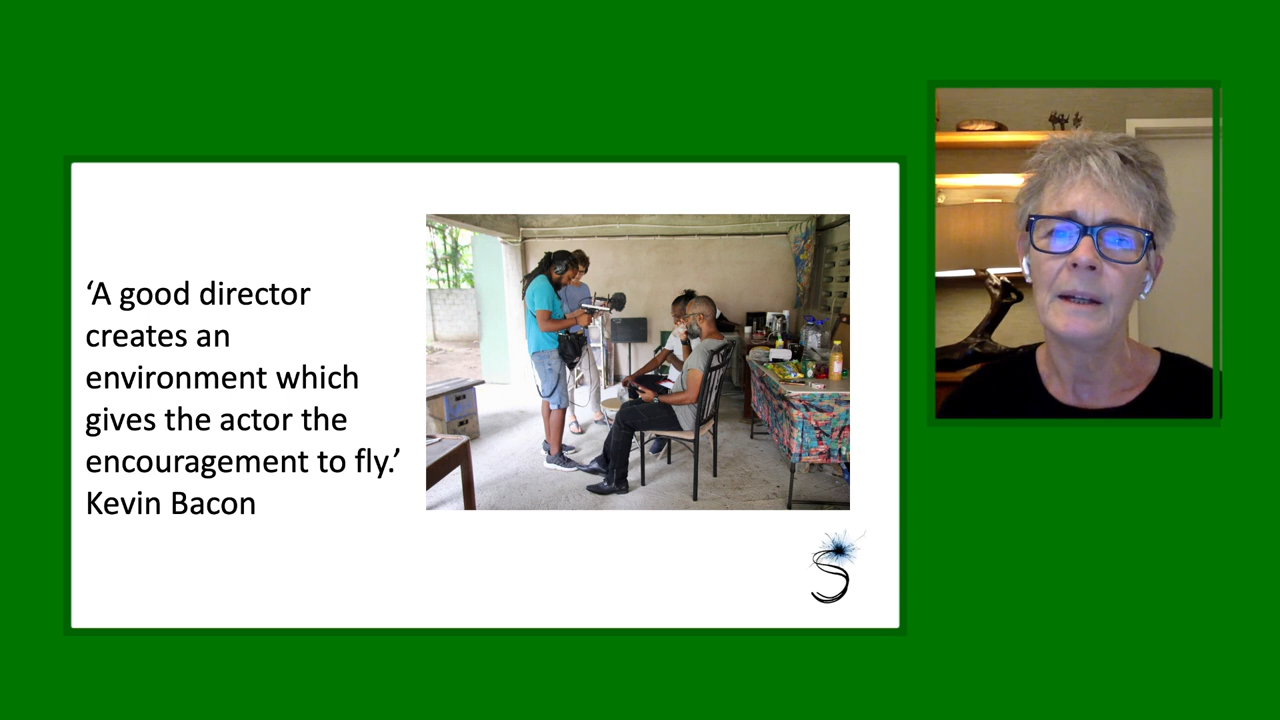 ‘A good director
creates an
environment which
gives the actor the
encouragement to fly.’
Kevin Bacon